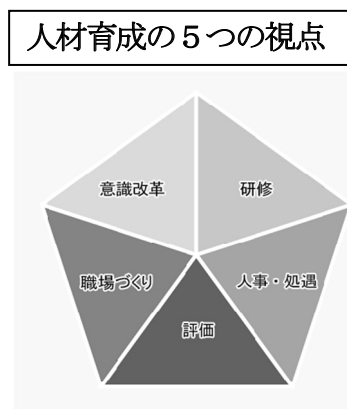 人材育成の５つの視点
意識改革
研修
職場づくり
人事・処遇
評価